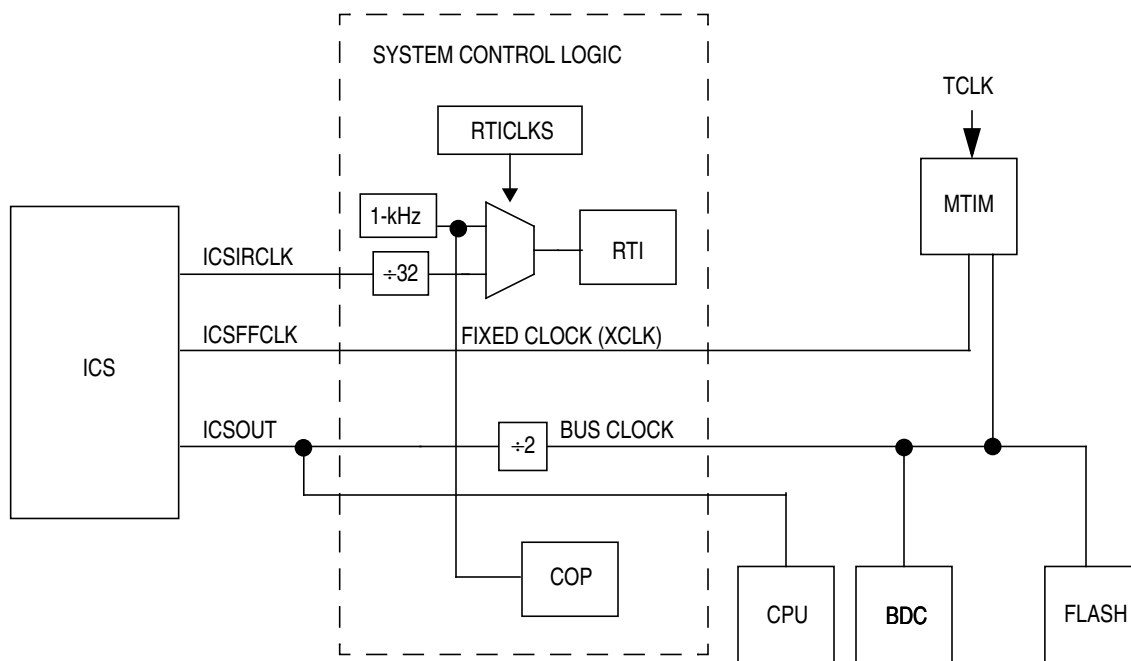 SYSTEM CONTROL LOGIC
TCLK
RTICLKS
MTIM
1-kHz
RTI
ICSIRCLK
÷32
ICSFFCLK
FIXED CLOCK (XCLK)
ICS
ICSOUT
÷2
BUS CLOCK
COP
CPU
BDC
FLASH